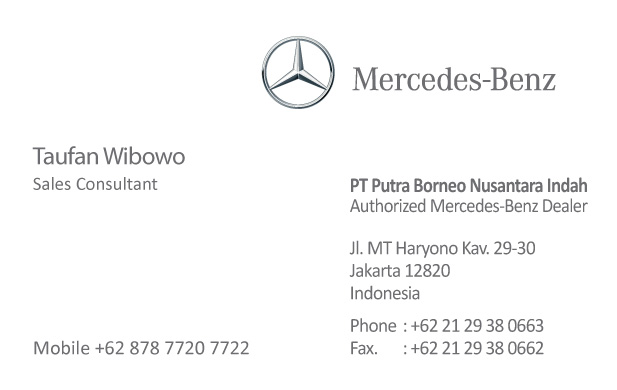 Mercedes-Benz
Taufan Wibowo
Sales Consultant
PT Putra Borneo Nusantara Indah
Authorized Mercedes-Benz Dealer
Jl. MT Haryono Kav. 29-30
Jakarta 12820
Indonesia
Phone : +62 21 29 38 0663
Fax. : +62 21 29 38 0662
Mobile +62 878 7720 7722